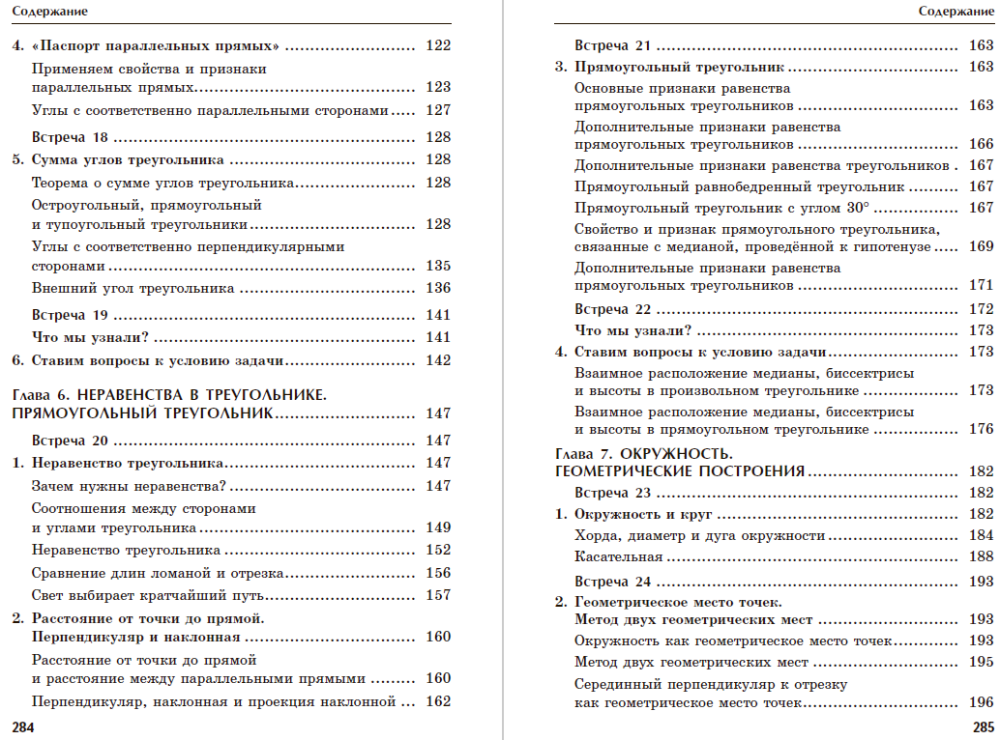 Содержание
4. «Паспорт параллельных прямых» .......................... 122
Применяем свойства и признаки
параллельных прямых............................................ 123
Углы с соответственно параллельными сторонами ..... 127
Встреча 18 ........................................................... 128
5. Сумма углов треугольника ..................................... 128
Теорема о сумме углов треугольника........................ 128
Остроугольный, прямоугольный
и тупоугольный треугольники................................. 128
Углы с соответственно перпендикулярными
сторонами ........................................................... 135
Внешний угол треугольника ................................... 136
Встреча 19 ........................................................... 141
Что мы узнали? .................................................... 141
6. Ставим вопросы к условию задачи.......................... 142
Глава 6. НЕРАВЕНСТВА В ТРЕУГОЛЬНИКЕ.
ПРЯМОУГОЛЬНЫЙ ТРЕУГОЛЬНИК............................ 147
Встреча 20 ........................................................... 147
1. Неравенство треугольника...................................... 147
Зачем нужны неравенства? ..................................... 147
Соотношения между сторонами
и углами треугольника ........................................... 149
Неравенство треугольника ...................................... 152
Сравнение длин ломаной и отрезка.......................... 156
Свет выбирает кратчайший путь.............................. 157
2. Расстояние от точки до прямой.
Перпендикуляр и наклонная .................................. 160
Расстояние от точки до прямой
и расстояние между параллельными прямыми ......... 160
Перпендикуляр, наклонная и проекция наклонной ... 162
284
Содержание
Встреча 21 ........................................................... 163
3. Прямоугольный треугольник .................................. 163
Основные признаки равенства
прямоугольных треугольников ................................ 163
Дополнительные признаки равенства
прямоугольных треугольников ................................ 166
Дополнительные признаки равенства треугольников . 167
Прямоугольный равнобедренный треугольник .......... 167
Прямоугольный треугольник с углом 30° ................. 167
Свойство и признак прямоугольного треугольника,
связанные с медианой, проведённой к гипотенузе ..... 169
Дополнительные признаки равенства
прямоугольных треугольников ................................ 171
Встреча 22 ........................................................... 172
Что мы узнали? .................................................... 173
4. Ставим вопросы к условию задачи.......................... 173
Взаимное расположение медианы, биссектрисы
и высоты в произвольном треугольнике ................... 173
Взаимное расположение медианы, биссектрисы
и высоты в прямоугольном треугольнике ................. 176
Глава 7. ОКРУЖНОСТЬ.
ГЕОМЕТРИЧЕСКИЕ ПОСТРОЕНИЯ .............................. 182
Встреча 23 ........................................................... 182
1. Окружность и круг ................................................ 182
Хорда, диаметр и дуга окружности .......................... 184
Касательная ......................................................... 188
Встреча 24 ........................................................... 193
2. Геометрическое место точек.
Метод двух геометрических мест ............................ 193
Окружность как геометрическое место точек............. 193
Метод двух геометрических мест ............................. 195
Серединный перпендикуляр к отрезку
как геометрическое место точек............................... 196
285